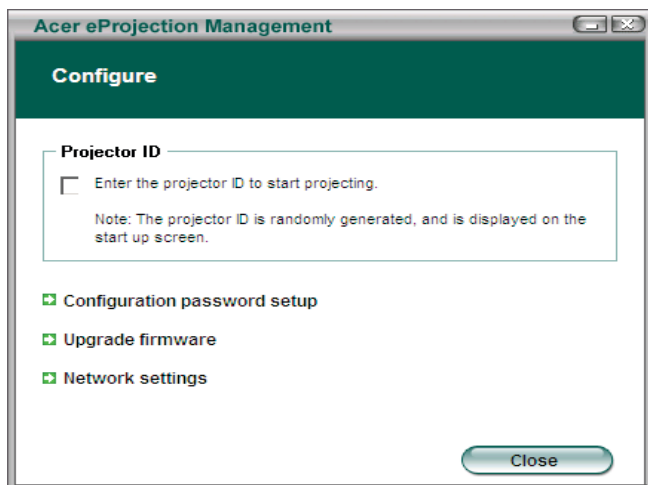 Acer eProjection Management
Configure
Projector ID
Enter the projector ID to start projecting.
Note: The projector ID is randomly generated, and is displayed on the
start up screen.
Configuration password setup
Upgrade firmware
Network settings
Close